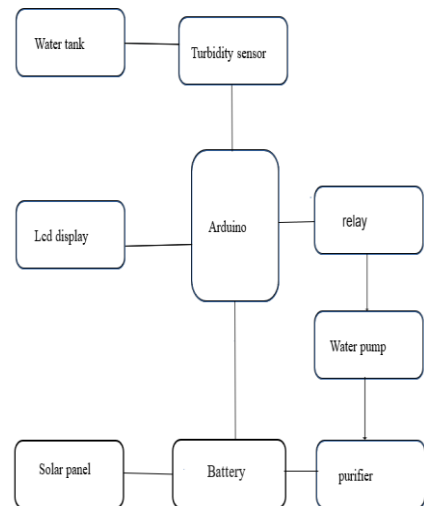 Water tank
Turbidity sensor
Lcd display
Arduino
relay
Water pump
Solar panel
Battery
purifier